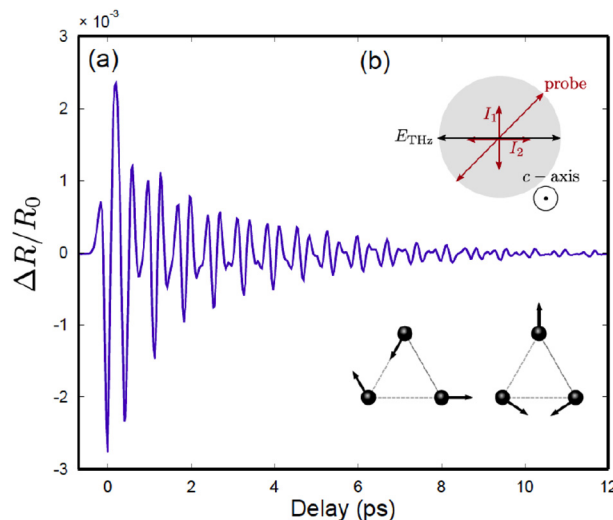 × 10⁻³
3
(a)
(b)
probe
I₁
2
E_THz
I₂
c − axis
1
ΔR/R₀
0
-1
-2
-3
0 2 4 6 8 10 12
Delay (ps)